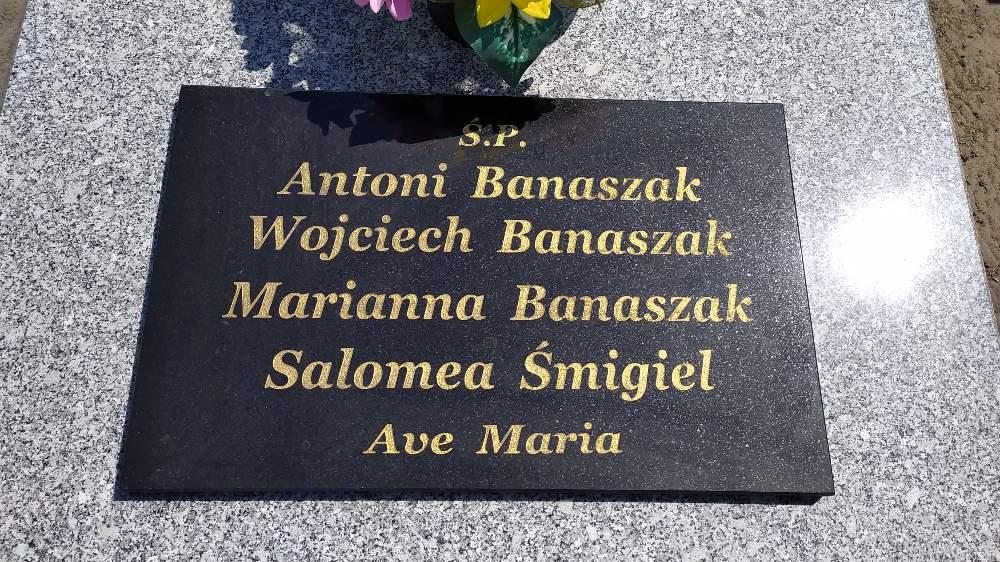 Ś.P.
Antoni Banaszak
Wojciech Banaszak
Marianna Banaszak
Salomea Śmigiel
Ave Maria